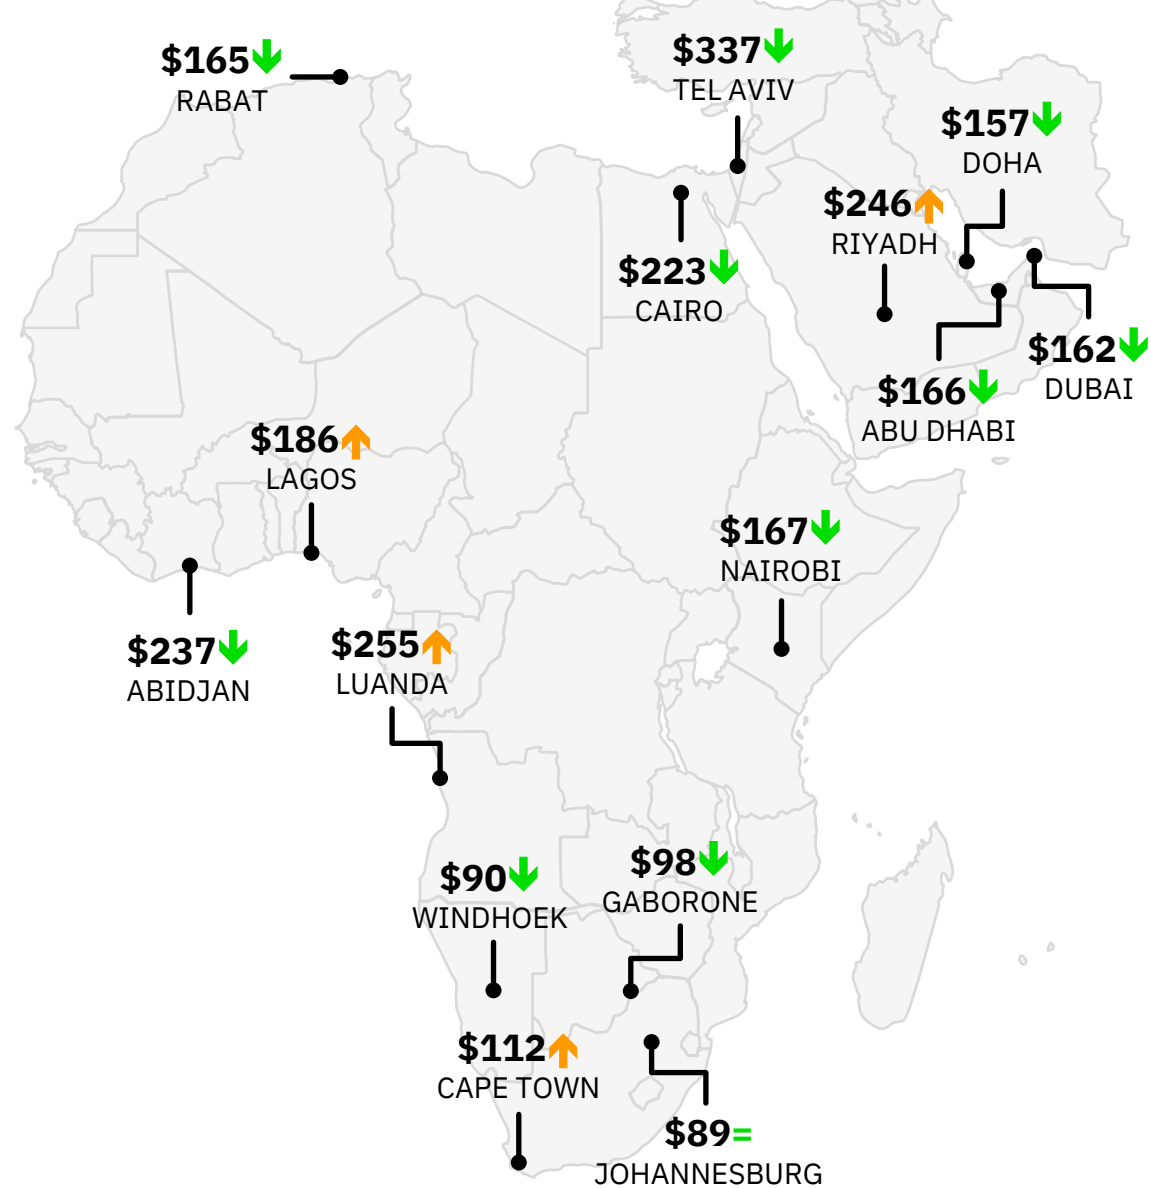 $165
RABAT
$337
TEL AVIV
$157
DOHA
$246
RIYADH
$223
CAIRO
$162
DUBAI
$166
ABU DHABI
$186
LAGOS
$167
NAIROBI
$237
ABIDJAN
$255
LUANDA
$90
WINDHOEK
$98
GABORONE
$112
CAPE TOWN
$89=
JOHANNESBURG